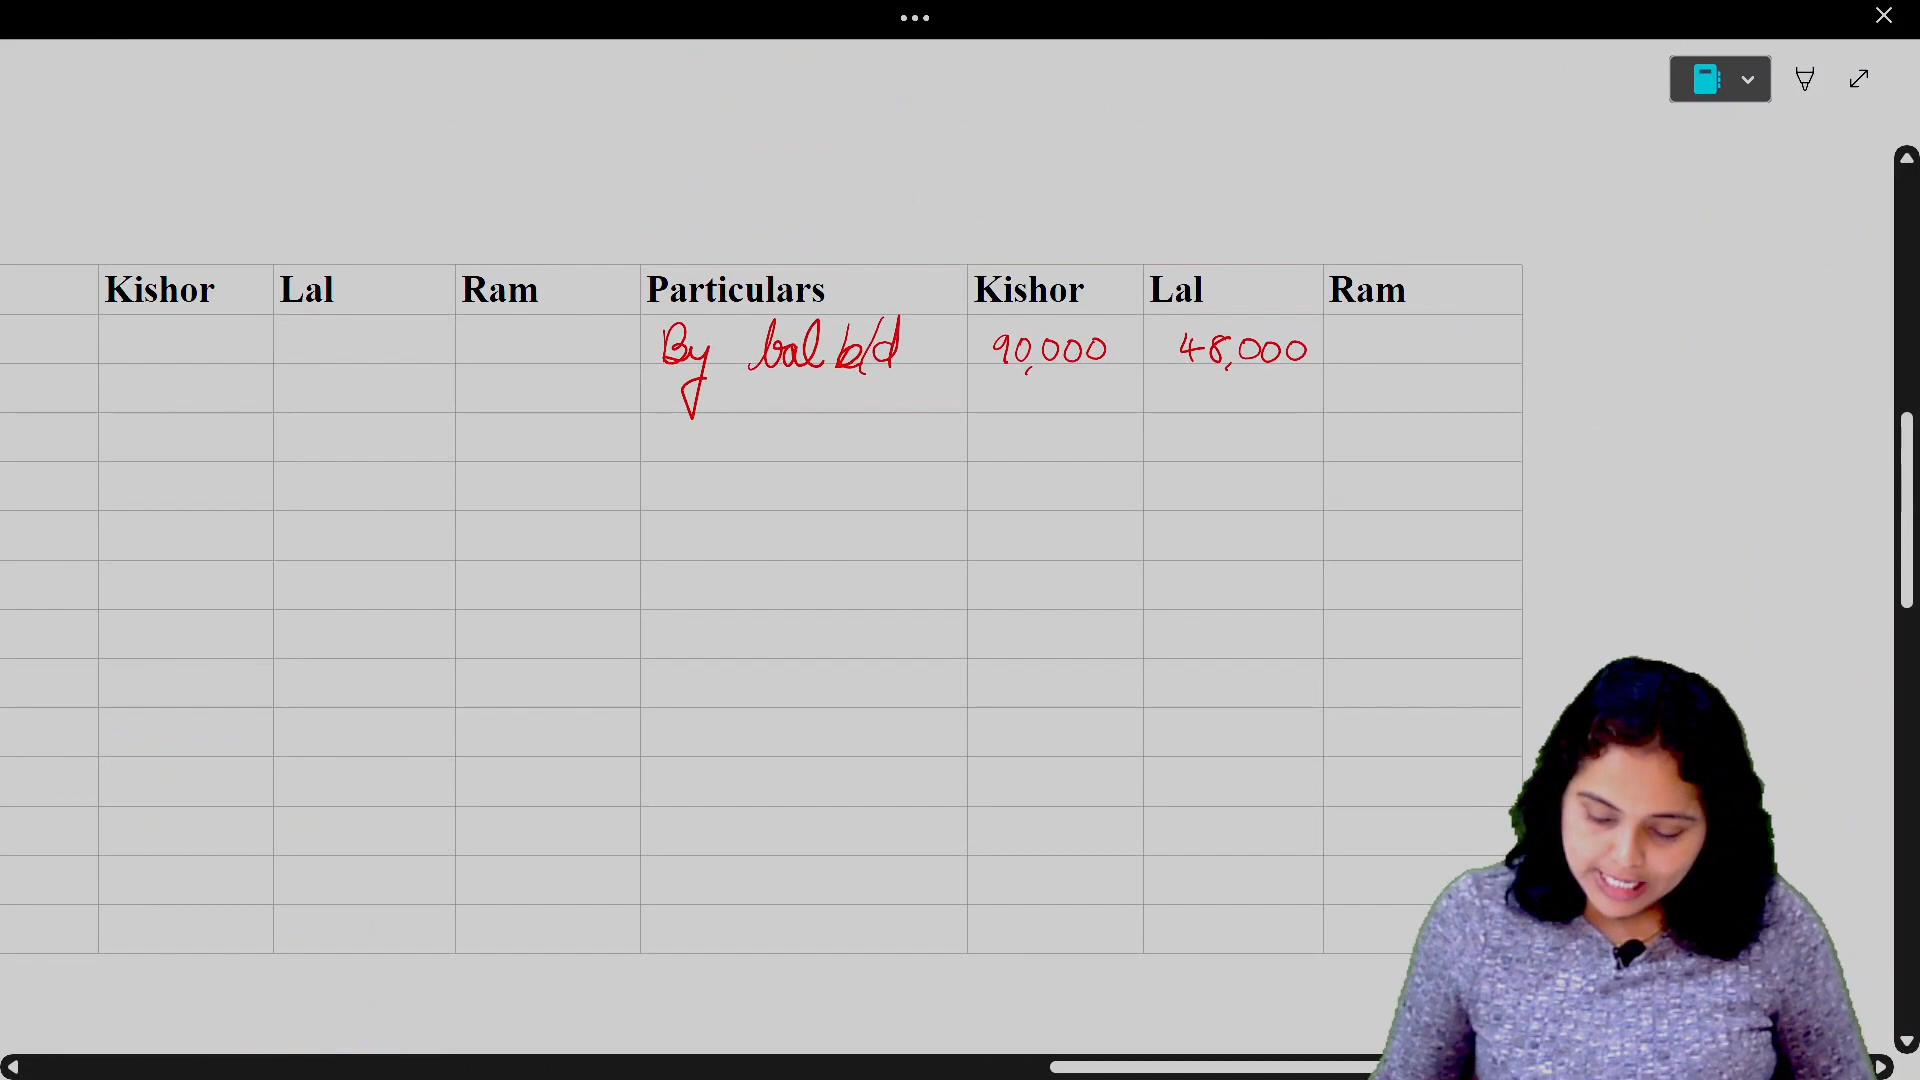 Kishor Lal Ram Particulars Kishor Lal Ram
By bal b/d 90,000 48,000